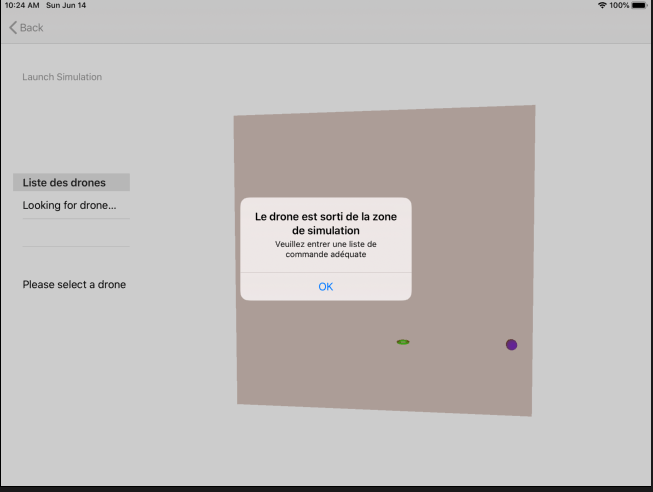 10:24 AM Sun Jun 14
100%
Back
Launch Simulation
Liste des drones
Looking for drone...
Le drone est sorti de la zone
de simulation
Veuillez entrer une liste de
commande adéquate
OK
Please select a drone